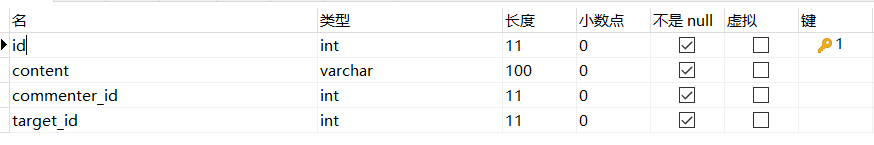 名 类型 长度 小数点 不是 null 虚拟 键
id int 11 0 1
content varchar 100 0
commenter_id int 11 0
target_id int 11 0